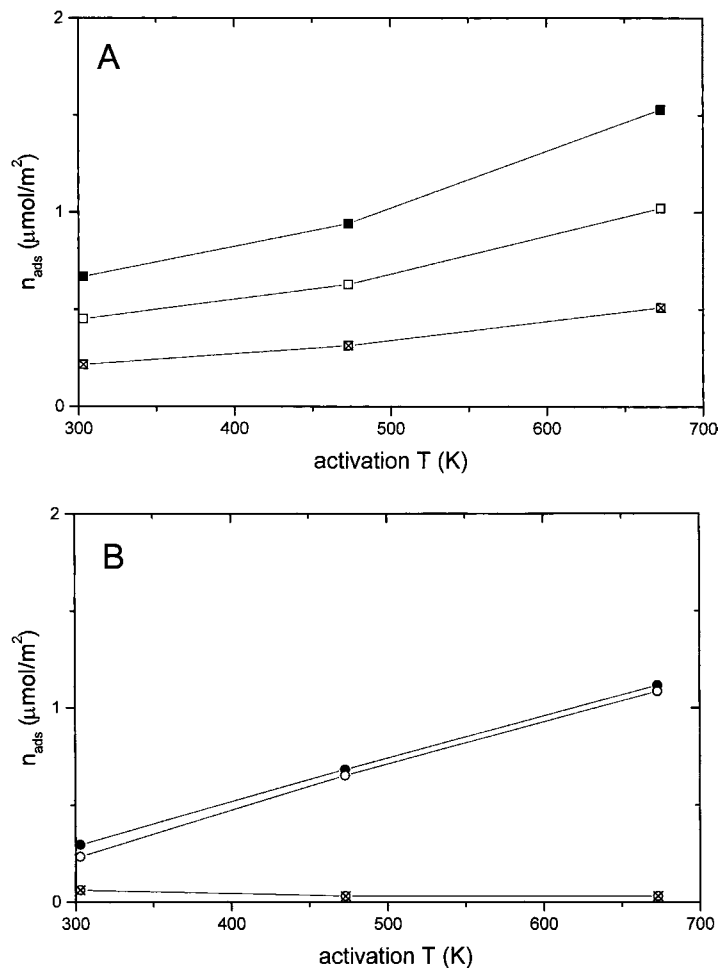 A
2
1
0
n_ads (μmol/m²)
300 400 500 600 700
activation T (K)
B
2
1
0
n_ads (μmol/m²)
300 400 500 600 700
activation T (K)